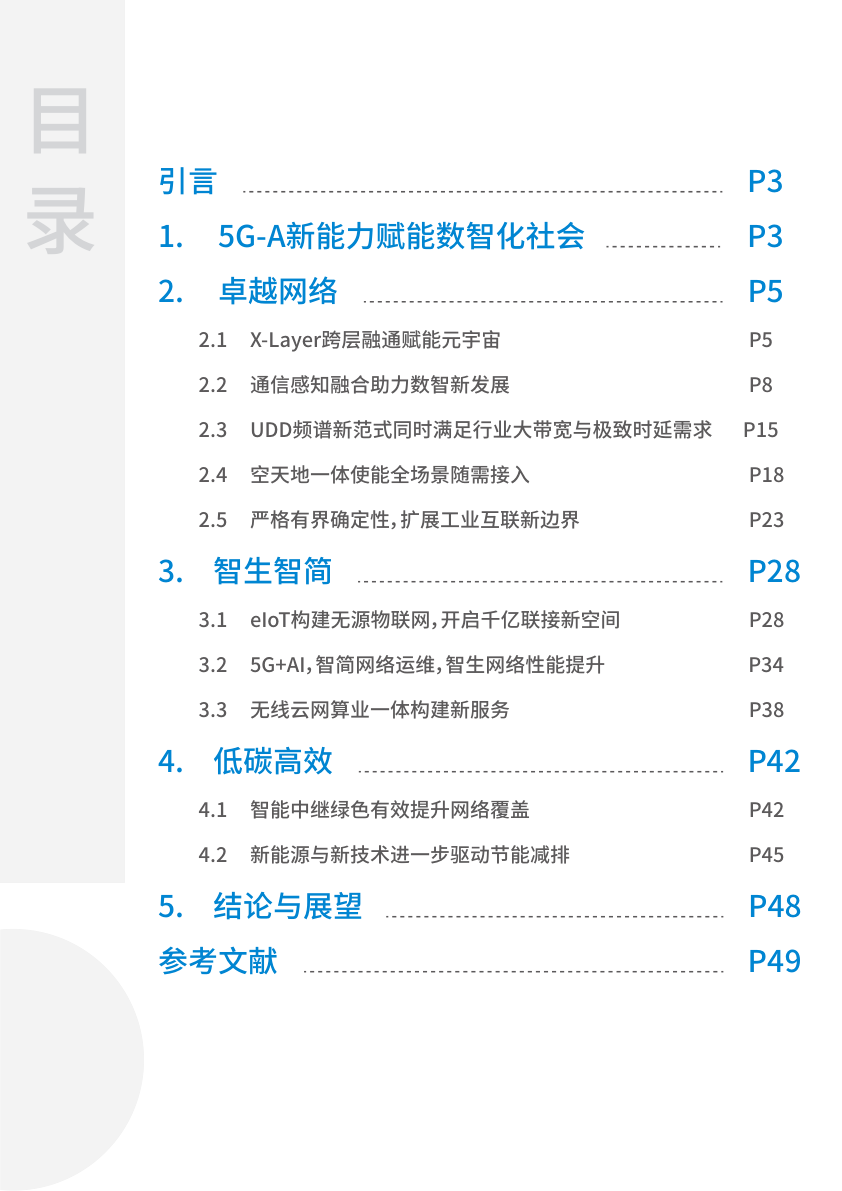 目
录
引言 P3
1. 5G-A新能力赋能数智化社会 P3
2. 卓越网络 P5
2.1 X-Layer跨层融通赋能元宇宙 P5
2.2 通信感知融合助力数智新发展 P8
2.3 UDD频谱新范式同时满足行业大带宽与极致时延需求 P15
2.4 空天地一体使能全场景随需接入 P18
2.5 严格有界确定性，扩展工业互联新边界 P23
3. 智生智简 P28
3.1 eIoT构建无源物联网，开启千亿联接新空间 P28
3.2 5G+AI，智简网络运维，智生网络性能提升 P34
3.3 无线云网算业一体构建新服务 P38
4. 低碳高效 P42
4.1 智能中继绿色有效提升网络覆盖 P42
4.2 新能源与新技术进一步驱动节能减排 P45
5. 结论与展望 P48
参考文献 P49